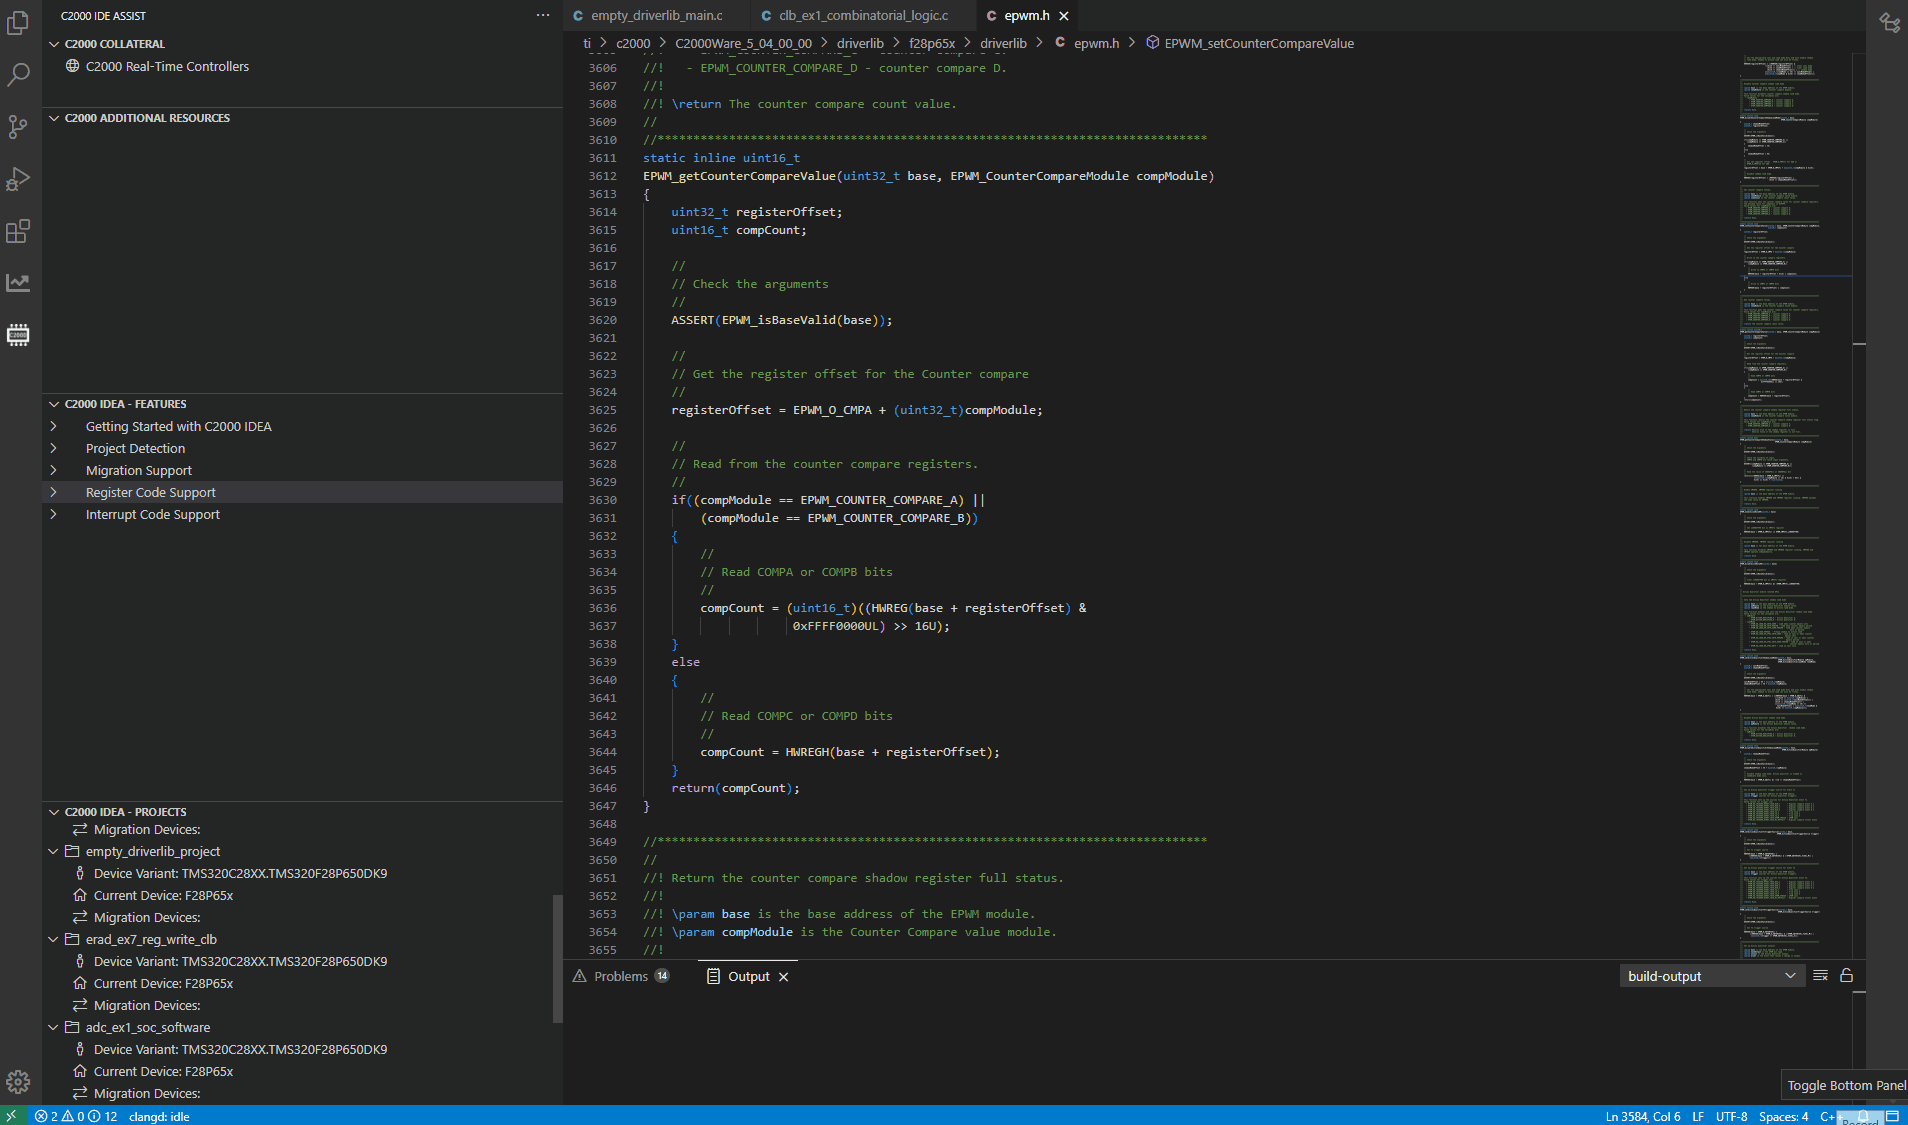 C2000 IDE ASSIST
C2000 COLLATERAL
C2000 Real-Time Controllers
C2000 ADDITIONAL RESOURCES
C2000 IDEA - FEATURES
Getting Started with C2000 IDEA
Project Detection
Migration Support
Register Code Support
Interrupt Code Support
C2000 IDEA - PROJECTS
Migration Devices:
empty_driverlib_project
Device Variant: TMS320C28XX.TMS320F28P650DK9
Current Device: F28P65x
Migration Devices:
erad_ex7_reg_write_clb
Device Variant: TMS320C28XX.TMS320F28P650DK9
Current Device: F28P65x
Migration Devices:
adc_ex1_soc_software
Device Variant: TMS320C28XX.TMS320F28P650DK9
Current Device: F28P65x
Migration Devices:
C empty_driverlib_main.c C clb_ex1_combinatorial_logic.c C epwm.h
ti > c2000 > C2000Ware_5_04_00_00 > driverlib > f28p65x > driverlib > C epwm.h > EPWM_setCounterCompareValue
3606 //!   - EPWM_COUNTER_COMPARE_D - counter compare D.
3607 //!
3608 //! \return The counter compare count value.
3609 //
3610 //*****************************************************************************
3611 static inline uint16_t
3612 EPWM_getCounterCompareValue(uint32_t base, EPWM_CounterCompareModule compModule)
3613 {
3614     uint32_t registerOffset;
3615     uint16_t compCount;
3616
3617     //
3618     // Check the arguments
3619     //
3620     ASSERT(EPWM_isBaseValid(base));
3621
3622     //
3623     // Get the register offset for the Counter compare
3624     //
3625     registerOffset = EPWM_O_CMPA + (uint32_t)compModule;
3626
3627     //
3628     // Read from the counter compare registers.
3629     //
3630     if((compModule == EPWM_COUNTER_COMPARE_A) ||
3631         (compModule == EPWM_COUNTER_COMPARE_B))
3632     {
3633         //
3634         // Read COMPA or COMPB bits
3635         //
3636         compCount = (uint16_t)((HWREG(base + registerOffset) &
3637                      0xFFFF0000UL) >> 16U);
3638     }
3639     else
3640     {
3641         //
3642         // Read COMPC or COMPD bits
3643         //
3644         compCount = HWREGH(base + registerOffset);
3645     }
3646     return(compCount);
3647 }
3648
3649 //*****************************************************************************
3650 //
3651 //! Return the counter compare shadow register full status.
3652 //!
3653 //! \param base is the base address of the EPWM module.
3654 //! \param compModule is the Counter Compare value module.
3655 //!
Problems 14 Output build-output
Toggle Bottom Panel
2 0 12 clangd: idle Ln 3584, Col 6 LF UTF-8 Spaces: 4 C++